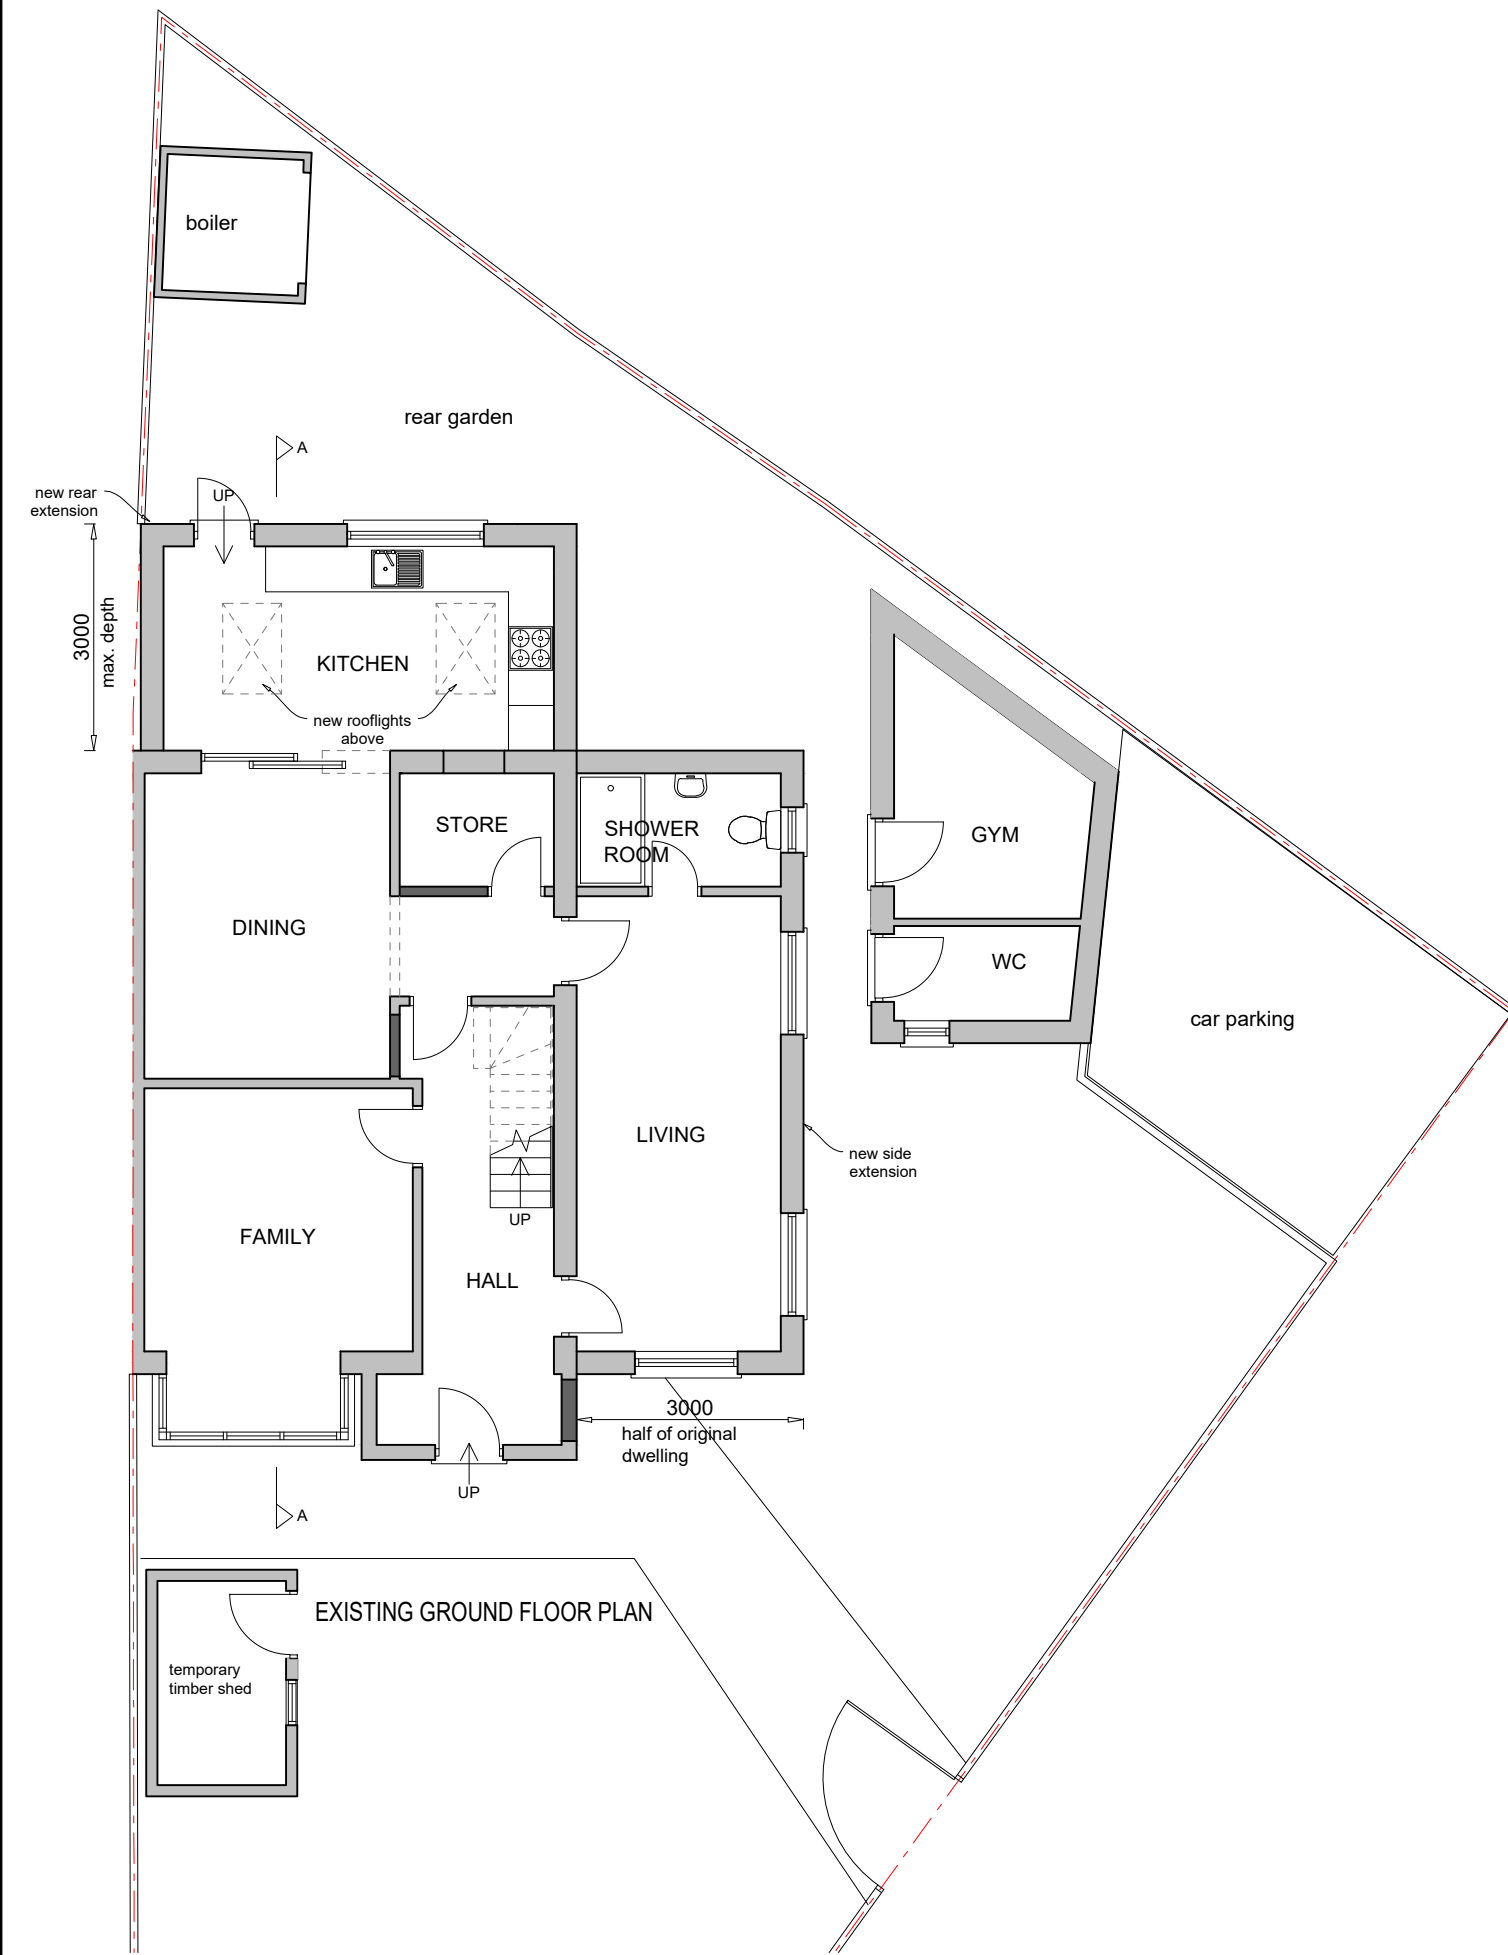 boiler
rear garden
A
new rear
extension
UP
3000
max. depth
KITCHEN
new rooflights
above
STORE
SHOWER
ROOM
GYM
DINING
WC
car parking
LIVING
new side
extension
UP
FAMILY
HALL
3000
half of original
dwelling
UP
A
EXISTING GROUND FLOOR PLAN
temporary
timber shed